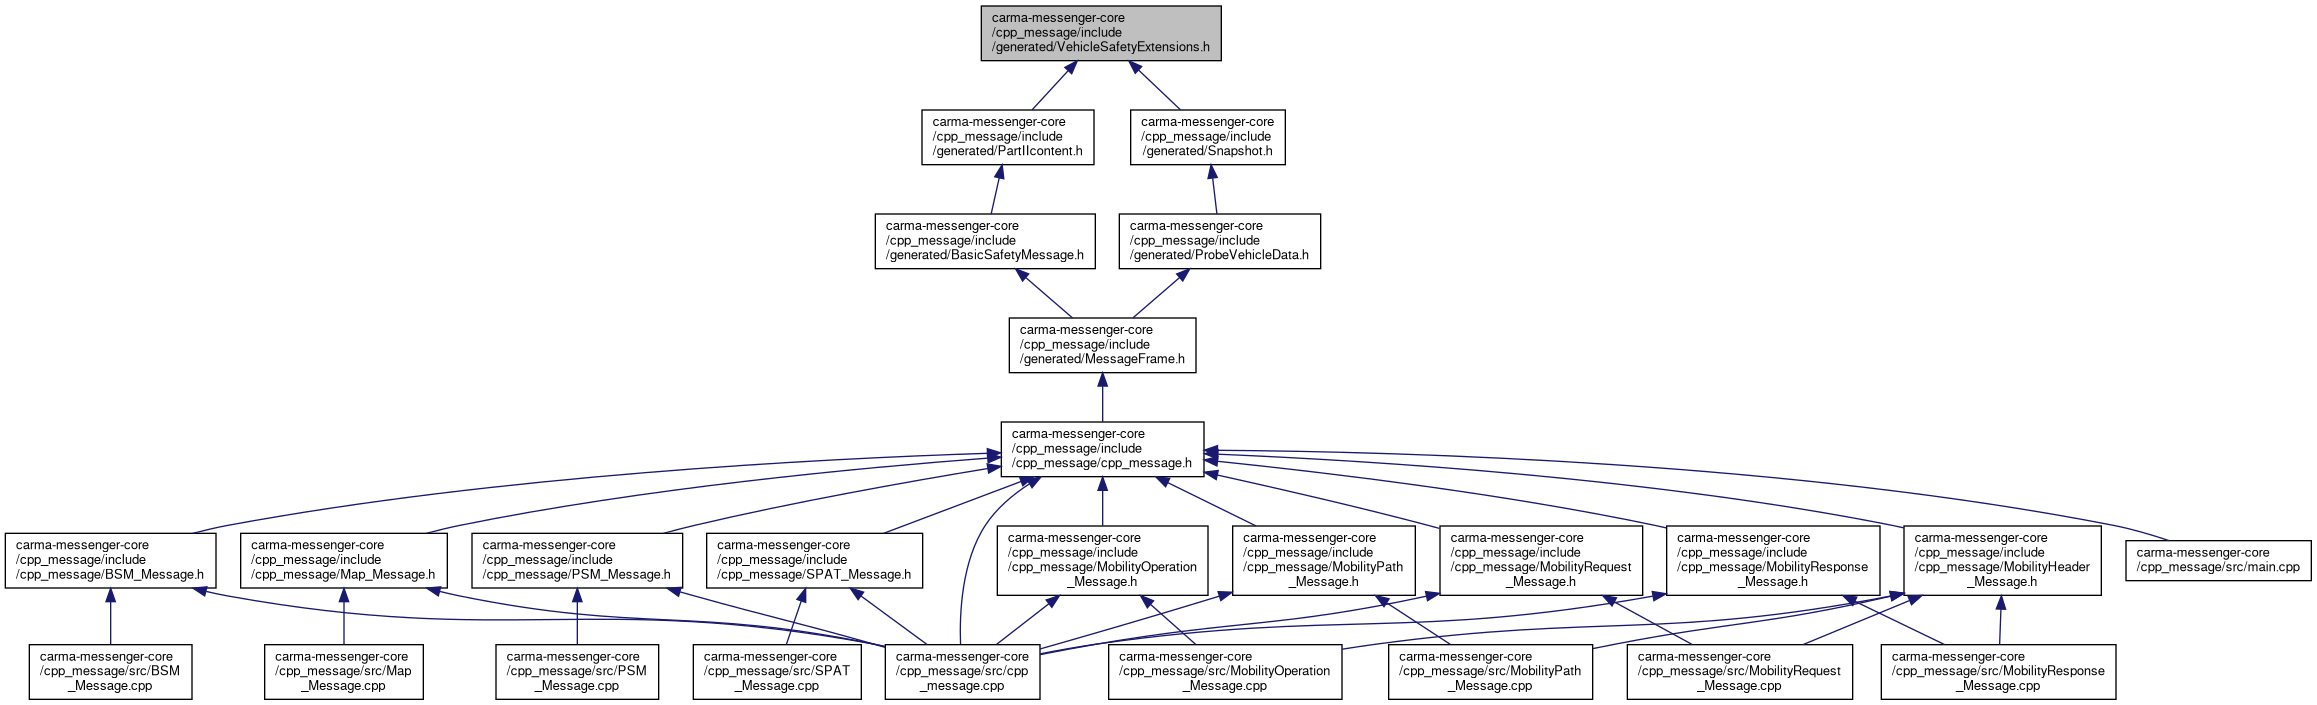 carma-messenger-core
/cpp_message/include
/generated/VehicleSafetyExtensions.h
carma-messenger-core
/cpp_message/include
/generated/PartIIcontent.h
carma-messenger-core
/cpp_message/include
/generated/Snapshot.h
carma-messenger-core
/cpp_message/include
/generated/BasicSafetyMessage.h
carma-messenger-core
/cpp_message/include
/generated/ProbeVehicleData.h
carma-messenger-core
/cpp_message/include
/generated/MessageFrame.h
carma-messenger-core
/cpp_message/include
/cpp_message/cpp_message.h
carma-messenger-core
/cpp_message/include
/cpp_message/BSM_Message.h
carma-messenger-core
/cpp_message/include
/cpp_message/Map_Message.h
carma-messenger-core
/cpp_message/include
/cpp_message/PSM_Message.h
carma-messenger-core
/cpp_message/include
/cpp_message/SPAT_Message.h
carma-messenger-core
/cpp_message/include
/cpp_message/MobilityOperation
_Message.h
carma-messenger-core
/cpp_message/include
/cpp_message/MobilityPath
_Message.h
carma-messenger-core
/cpp_message/include
/cpp_message/MobilityRequest
_Message.h
carma-messenger-core
/cpp_message/include
/cpp_message/MobilityResponse
_Message.h
carma-messenger-core
/cpp_message/include
/cpp_message/MobilityHeader
_Message.h
carma-messenger-core
/cpp_message/src/main.cpp
carma-messenger-core
/cpp_message/src/BSM
_Message.cpp
carma-messenger-core
/cpp_message/src/Map
_Message.cpp
carma-messenger-core
/cpp_message/src/PSM
_Message.cpp
carma-messenger-core
/cpp_message/src/SPAT
_Message.cpp
carma-messenger-core
/cpp_message/src/cpp
_message.cpp
carma-messenger-core
/cpp_message/src/MobilityOperation
_Message.cpp
carma-messenger-core
/cpp_message/src/MobilityPath
_Message.cpp
carma-messenger-core
/cpp_message/src/MobilityRequest
_Message.cpp
carma-messenger-core
/cpp_message/src/MobilityResponse
_Message.cpp